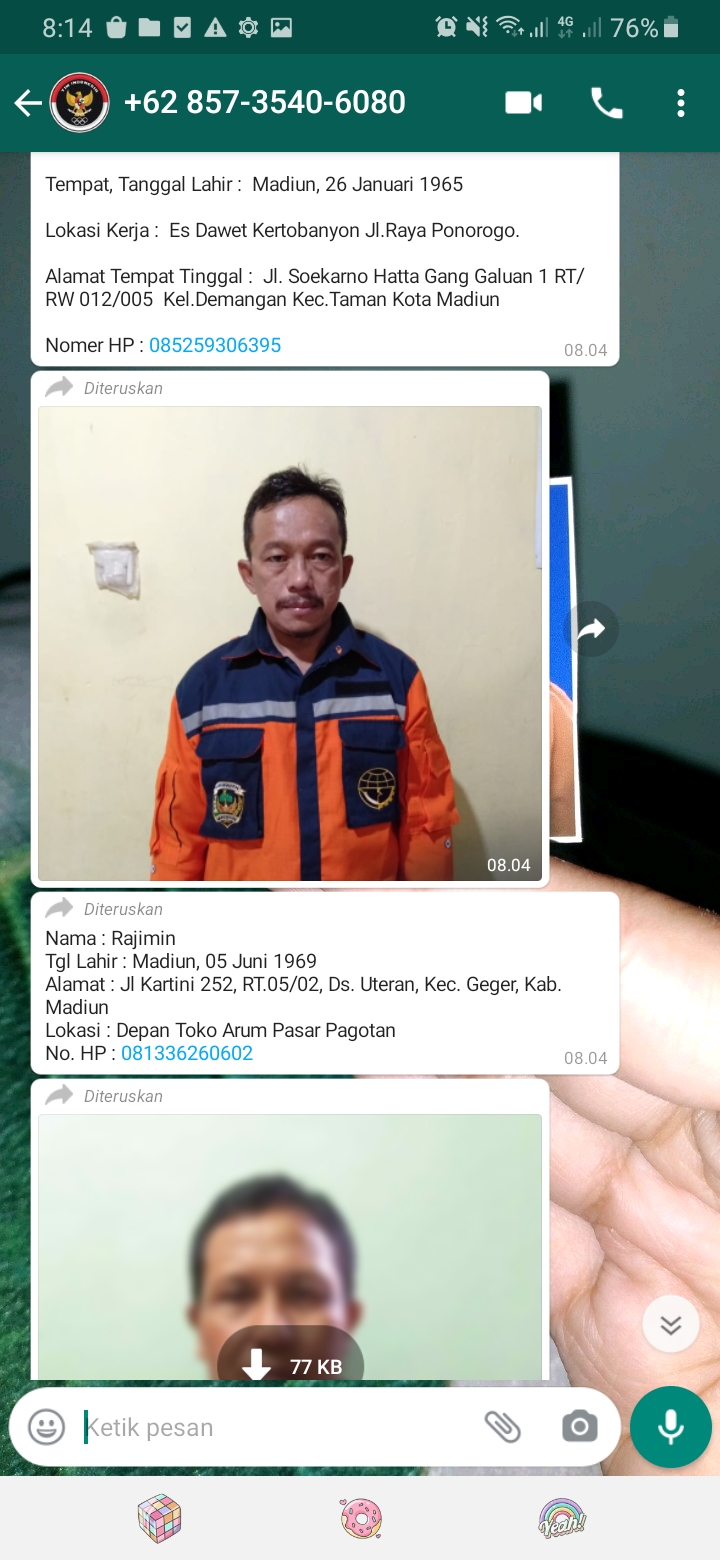 8:14
4G
76%
+62 857-3540-6080
Tempat, Tanggal Lahir :  Madiun, 26 Januari 1965
Lokasi Kerja :  Es Dawet Kertobanyon Jl.Raya Ponorogo.
Alamat Tempat Tinggal :  Jl. Soekarno Hatta Gang Galuan 1 RT/
RW 012/005  Kel.Demangan Kec.Taman Kota Madiun
Nomer HP : 085259306395
08.04
Diteruskan
08.04
Diteruskan
Nama : Rajimin
Tgl Lahir : Madiun, 05 Juni 1969
Alamat : Jl Kartini 252, RT.05/02, Ds. Uteran, Kec. Geger, Kab.
Madiun
Lokasi : Depan Toko Arum Pasar Pagotan
No. HP : 081336260602
08.04
Diteruskan
77 KB
Ketik pesan
Yeah!!